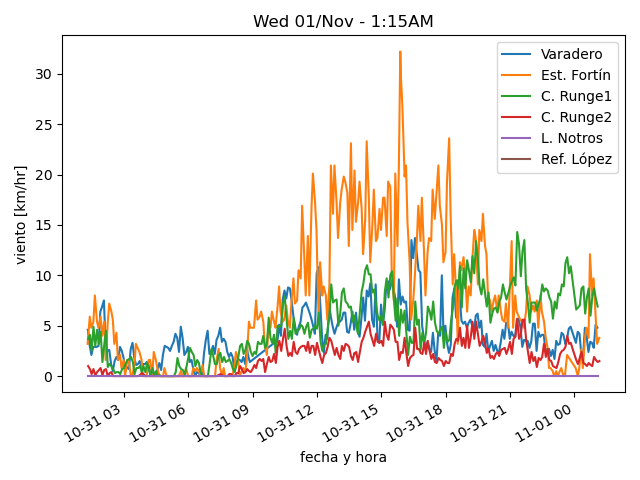 Wed 01/Nov - 1:15AM
Varadero
Est. Fortín
C. Runge1
C. Runge2
L. Notros
Ref. López
viento [km/hr]
30
25
20
15
10
5
0
10-31 03
10-31 06
10-31 09
10-31 12
10-31 15
10-31 18
10-31 21
11-01 00
fecha y hora